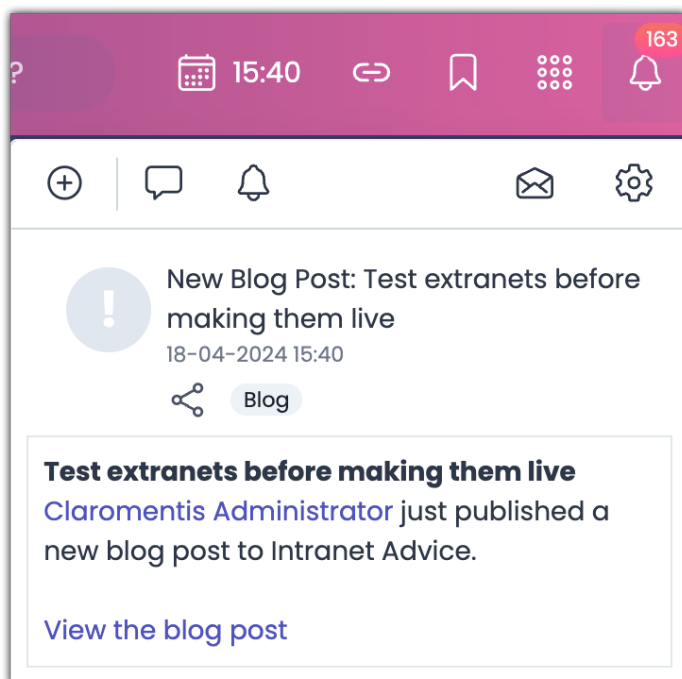 ?
15:40
163
New Blog Post: Test extranets before
making them live
18-04-2024 15:40
Blog
Test extranets before making them live
Claromentis Administrator just published a
new blog post to Intranet Advice.
View the blog post